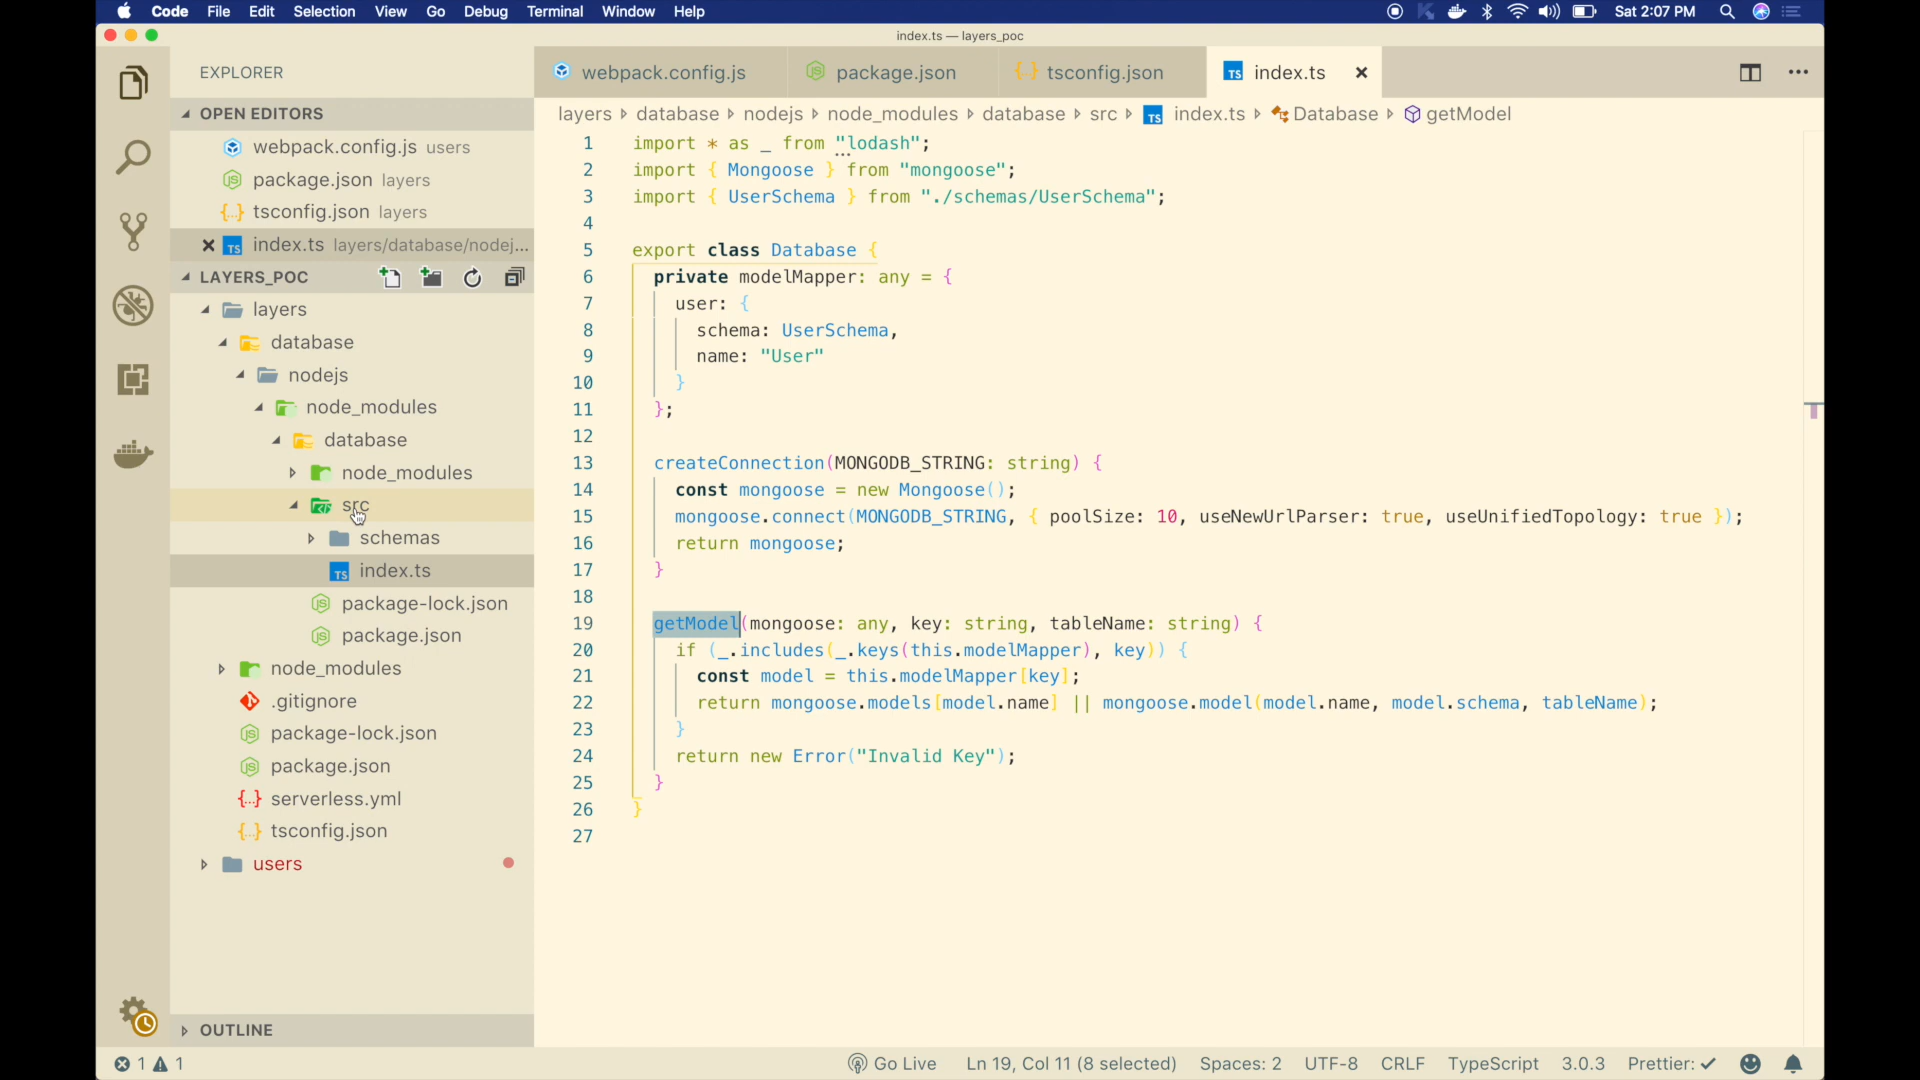 Code File Edit Selection View Go Debug Terminal Window Help Sat 2:07 PM
index.ts — layers_poc
EXPLORER
OPEN EDITORS
webpack.config.js users
package.json layers
tsconfig.json layers
index.ts layers/database/nodej...
LAYERS_POC
layers
database
nodejs
node_modules
database
node_modules
src
schemas
index.ts
package-lock.json
package.json
node_modules
.gitignore
package-lock.json
package.json
serverless.yml
tsconfig.json
users
OUTLINE
webpack.config.js package.json tsconfig.json index.ts
layers database nodejs node_modules database src index.ts Database getModel
1 import * as _ from "lodash";
2 import { Mongoose } from "mongoose";
3 import { UserSchema } from "./schemas/UserSchema";
4
5 export class Database {
6 private modelMapper: any = {
7 user: {
8 schema: UserSchema,
9 name: "User"
10 }
11 };
12
13 createConnection(MONGODB_STRING: string) {
14 const mongoose = new Mongoose();
15 mongoose.connect(MONGODB_STRING, { poolSize: 10, useNewUrlParser: true, useUnifiedTopology: true });
16 return mongoose;
17 }
18
19 getModel(mongoose: any, key: string, tableName: string) {
20 if (_.includes(_.keys(this.modelMapper), key)) {
21 const model = this.modelMapper[key];
22 return mongoose.models[model.name] || mongoose.model(model.name, model.schema, tableName);
23 }
24 return new Error("Invalid Key");
25 }
26 }
27
1 1 Go Live Ln 19, Col 11 (8 selected) Spaces: 2 UTF-8 CRLF TypeScript 3.0.3 Prettier: ✓